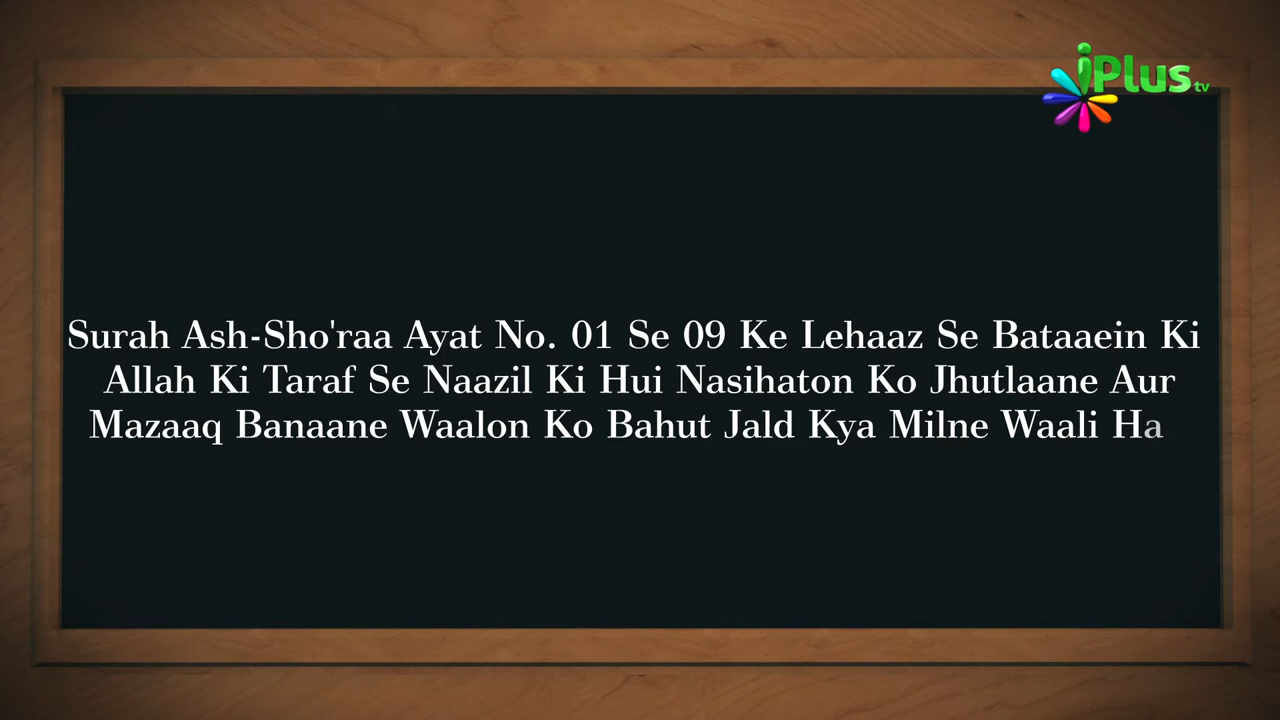 iPlus tv
Surah Ash-Sho'raa Ayat No. 01 Se 09 Ke Lehaaz Se Bataaein Ki
Allah Ki Taraf Se Naazil Ki Hui Nasihaton Ko Jhutlaane Aur
Mazaaq Banaane Waalon Ko Bahut Jald Kya Milne Waali Ha